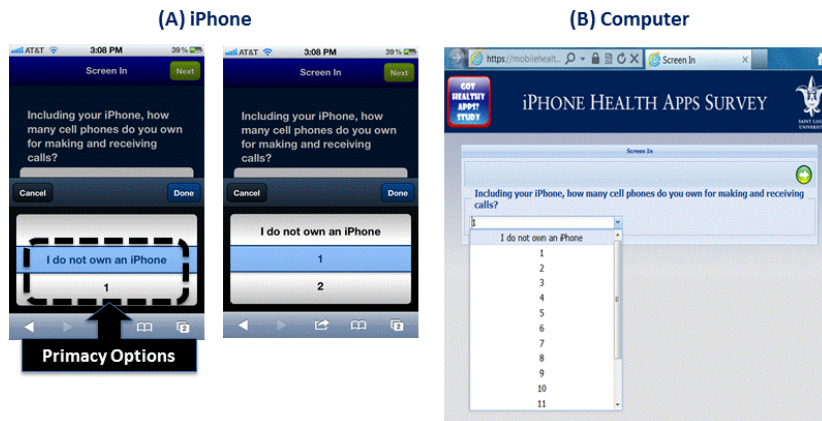 (A) iPhone
(B) Computer
AT&T 3:08 PM 39%
Screen In
Next
Including your iPhone, how
many cell phones do you own
for making and receiving
calls?
Cancel
Done
I do not own an iPhone
1
2
Primacy Options
AT&T 3:08 PM 39%
Screen In
Next
Including your iPhone, how
many cell phones do you own
for making and receiving
calls?
Cancel
Done
I do not own an iPhone
1
2
2
https://mobilehealt...
Screen In
X
GOT
HEALTHY
APPS?
STUDY
iPHONE HEALTH APPS SURVEY
SAINT
Screen In
Including your iPhone, how many cell phones do you own for making and receiving
calls?
1
I do not own an iPhone
1
2
3
4
5
6
7
8
9
10
11